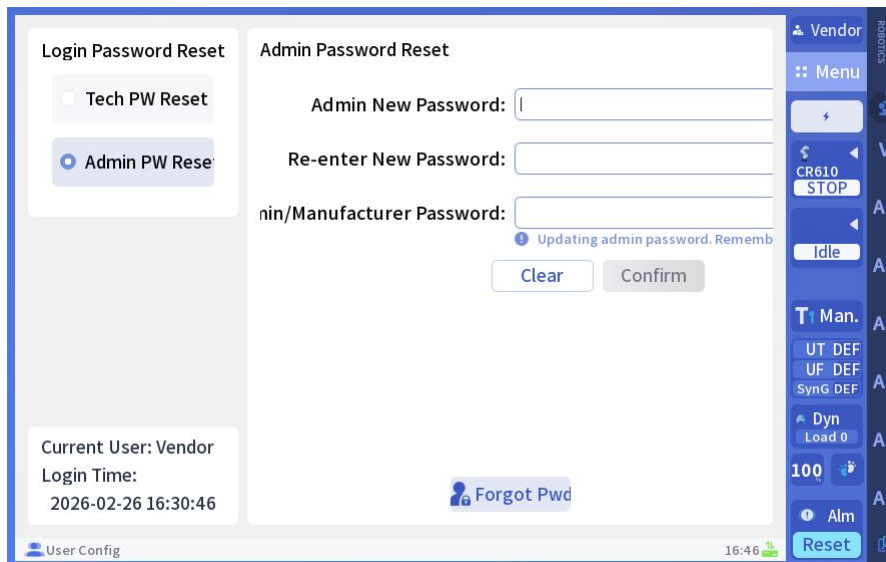 Login Password Reset
Tech PW Reset
Admin PW Rese
Current User: Vendor
Login Time:
2026-02-26 16:30:46
Admin Password Reset
Admin New Password:
Re-enter New Password:
nin/Manufacturer Password:
Updating admin password. Rememb
Clear
Confirm
Forgot Pwd
User Config
16:46
Vendor
Menu
CR610
STOP
Idle
T1 Man.
UT DEF
UF DEF
SynG DEF
Dyn
Load 0
100 %
Alm
Reset
ROBOTICS
A
A
A
A
A
A